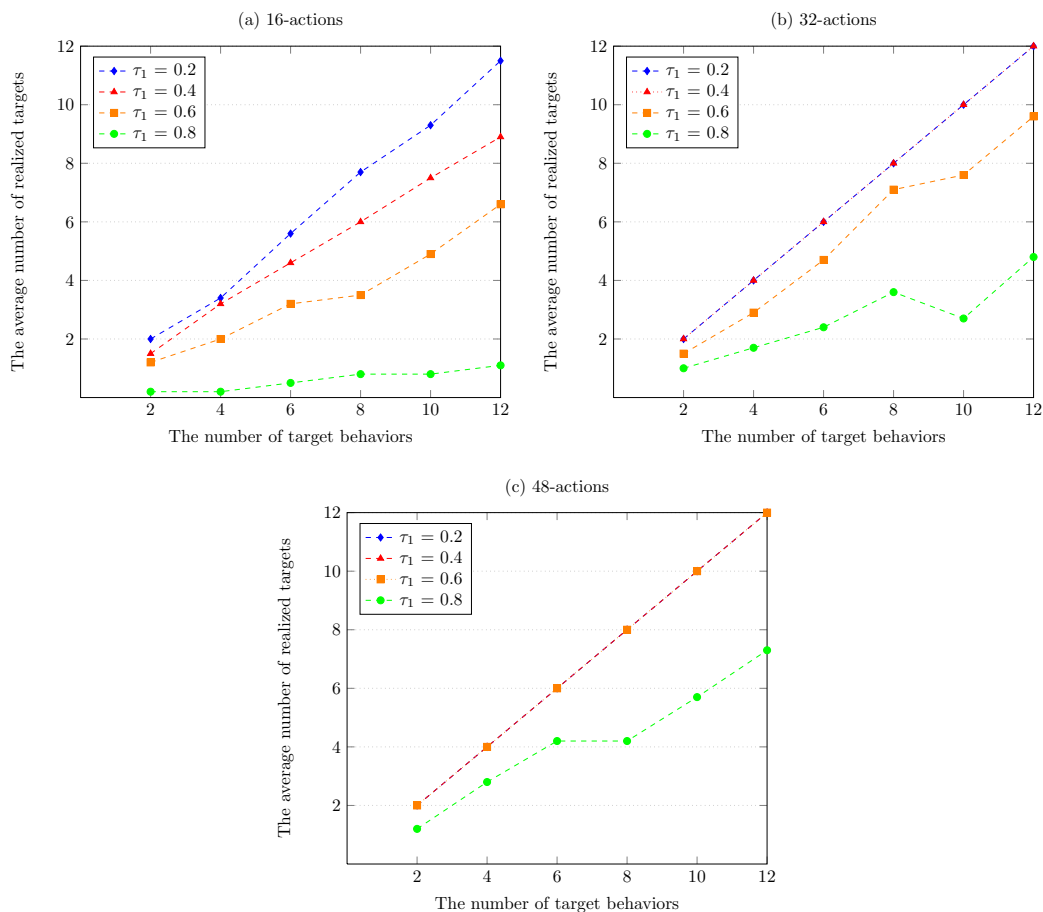 (a) 16-actions
The average number of realized targets
12
10
8
6
4
2
τ₁ = 0.2
τ₁ = 0.4
τ₁ = 0.6
τ₁ = 0.8
2 4 6 8 10 12
The number of target behaviors
(b) 32-actions
The average number of realized targets
12
10
8
6
4
2
τ₁ = 0.2
τ₁ = 0.4
τ₁ = 0.6
τ₁ = 0.8
2 4 6 8 10 12
The number of target behaviors
(c) 48-actions
The average number of realized targets
12
10
8
6
4
2
τ₁ = 0.2
τ₁ = 0.4
τ₁ = 0.6
τ₁ = 0.8
2 4 6 8 10 12
The number of target behaviors